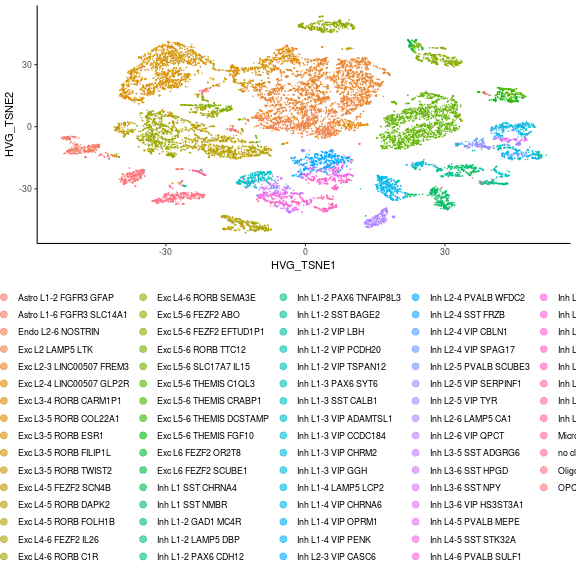 HVG_TSNE2
30
0
-30
-30
0
30
HVG_TSNE1
Astro L1-2 FGFR3 GFAP
Astro L1-6 FGFR3 SLC14A1
Endo L2-6 NOSTRIN
Exc L2 LAMP5 LTK
Exc L2-3 LINC00507 FREM3
Exc L2-4 LINC00507 GLP2R
Exc L3-4 RORB CARM1P1
Exc L3-5 RORB COL22A1
Exc L3-5 RORB ESR1
Exc L3-5 RORB FILIP1L
Exc L3-5 RORB TWIST2
Exc L4-5 FEZF2 SCN4B
Exc L4-5 RORB DAPK2
Exc L4-5 RORB FOLH1B
Exc L4-6 FEZF2 IL26
Exc L4-6 RORB C1R
Exc L4-6 RORB SEMA3E
Exc L5-6 FEZF2 ABO
Exc L5-6 FEZF2 EFTUD1P1
Exc L5-6 RORB TTC12
Exc L5-6 SLC17A7 IL15
Exc L5-6 THEMIS C1QL3
Exc L5-6 THEMIS CRABP1
Exc L5-6 THEMIS DCSTAMP
Exc L5-6 THEMIS FGF10
Exc L6 FEZF2 OR2T8
Exc L6 FEZF2 SCUBE1
Inh L1 SST CHRNA4
Inh L1 SST NMBR
Inh L1-2 GAD1 MC4R
Inh L1-2 LAMP5 DBP
Inh L1-2 PAX6 CDH12
Inh L1-2 PAX6 TNFAIP8L3
Inh L1-2 SST BAGE2
Inh L1-2 VIP LBH
Inh L1-2 VIP PCDH20
Inh L1-2 VIP TSPAN12
Inh L1-3 PAX6 SYT6
Inh L1-3 SST CALB1
Inh L1-3 VIP ADAMTSL1
Inh L1-3 VIP CCDC184
Inh L1-3 VIP CHRM2
Inh L1-3 VIP GGH
Inh L1-4 LAMP5 LCP2
Inh L1-4 VIP CHRNA6
Inh L1-4 VIP OPRM1
Inh L1-4 VIP PENK
Inh L2-3 VIP CASC6
Inh L2-4 PVALB WFDC2
Inh L2-4 SST FRZB
Inh L2-4 VIP CBLN1
Inh L2-4 VIP SPAG17
Inh L2-5 PVALB SCUBE3
Inh L2-5 VIP SERPINF1
Inh L2-5 VIP TYR
Inh L2-6 LAMP5 CA1
Inh L2-6 VIP QPCT
Inh L3-5 SST ADGRG6
Inh L3-6 SST HPGD
Inh L3-6 SST NPY
Inh L3-6 VIP HS3ST3A1
Inh L4-5 PVALB MEPE
Inh L4-5 SST STK32A
Inh L4-6 PVALB SULF1
Inh L
Inh L
Inh L
Inh L
Inh L
Inh L
Inh L
Inh L
Micro
no cl
Oligo
OPC